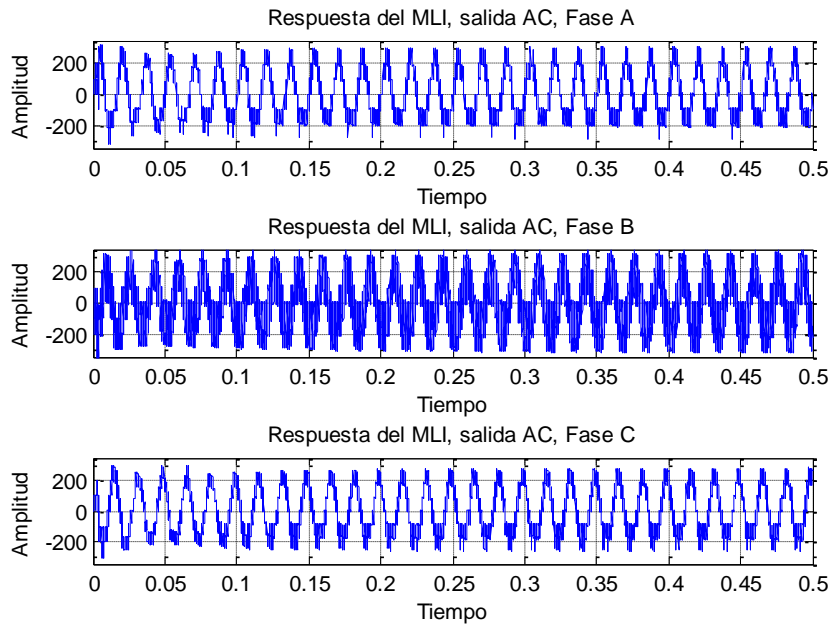 Respuesta del MLI, salida AC, Fase A
Amplitud
200
0
-200
0 0.05 0.1 0.15 0.2 0.25 0.3 0.35 0.4 0.45 0.5
Tiempo
Respuesta del MLI, salida AC, Fase B
Amplitud
200
0
-200
0 0.05 0.1 0.15 0.2 0.25 0.3 0.35 0.4 0.45 0.5
Tiempo
Respuesta del MLI, salida AC, Fase C
Amplitud
200
0
-200
0 0.05 0.1 0.15 0.2 0.25 0.3 0.35 0.4 0.45 0.5
Tiempo